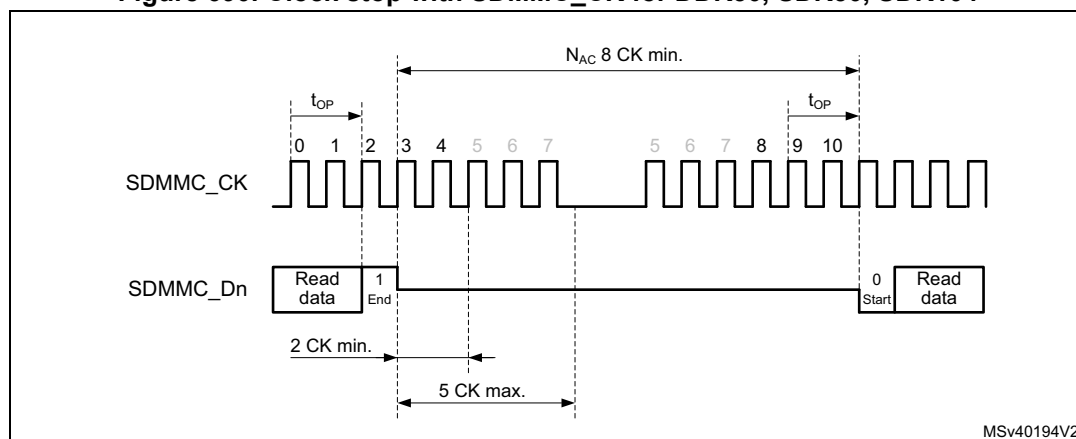 N_AC 8 CK min.
t_OP t_OP
0 1 2 3 4 5 6 7 5 6 7 8 9 10
SDMMC_CK
SDMMC_Dn Read data 1 End 0 Start Read data
2 CK min.
5 CK max.
MSv40194V2